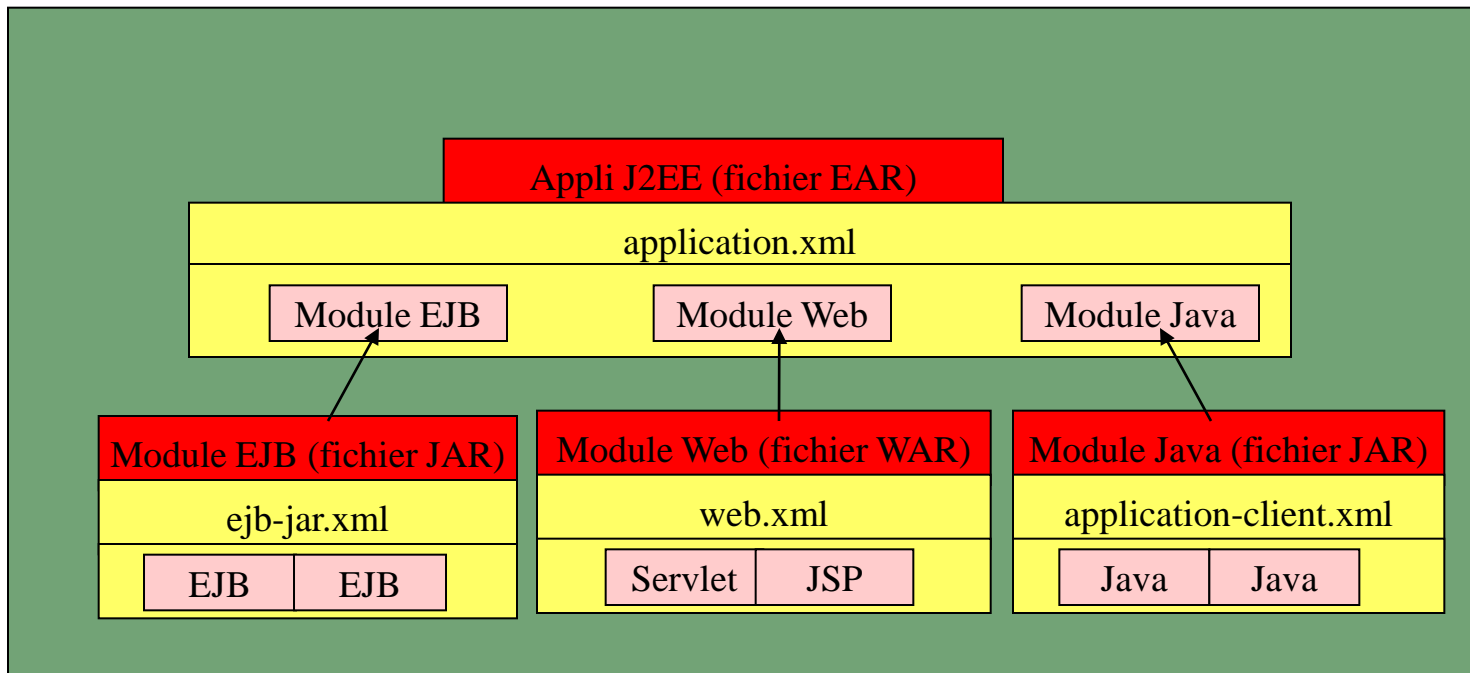 Appli J2EE (fichier EAR)
application.xml
Module EJB Module Web Module Java
Module EJB (fichier JAR) Module Web (fichier WAR) Module Java (fichier JAR)
ejb-jar.xml web.xml application-client.xml
EJB EJB Servlet JSP Java Java